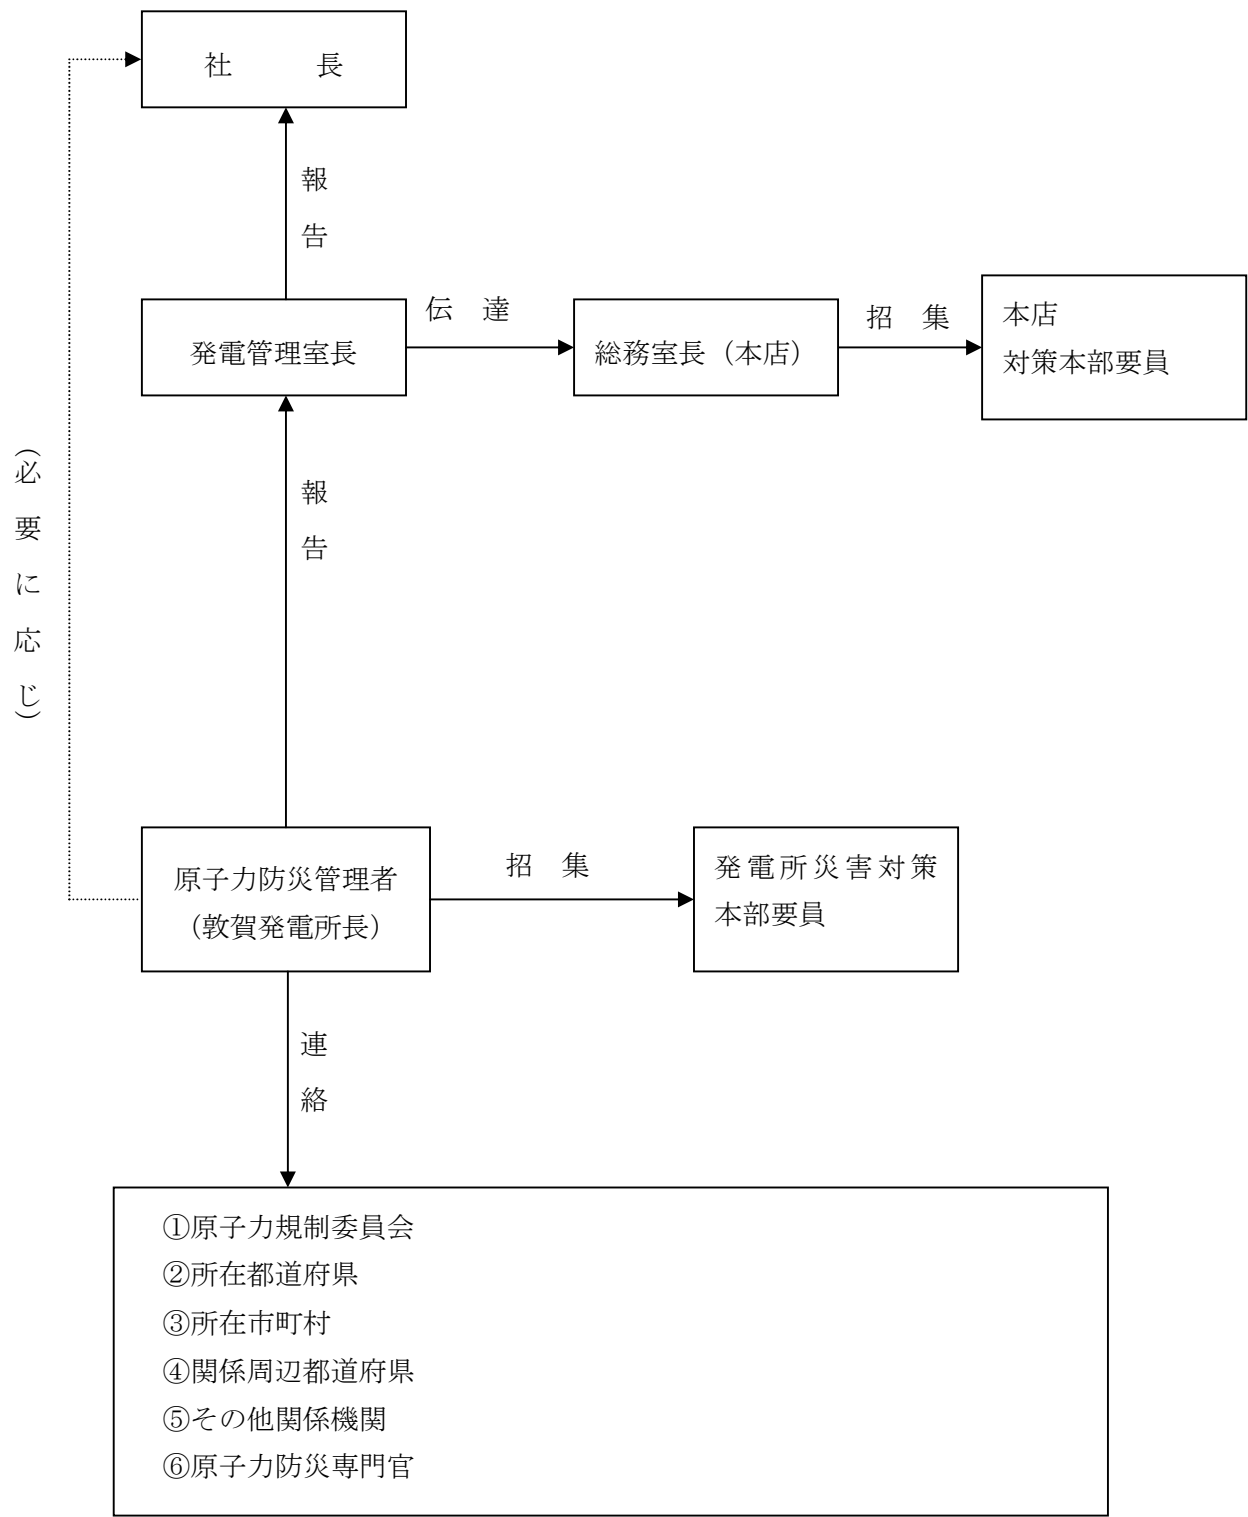 社　　　長
報告
発電管理室長
伝　達
総務室長（本店）
招　集
本店
対策本部要員
(必要に応じ)
報告
原子力防災管理者
（敦賀発電所長）
招　集
発電所災害対策
本部要員
連絡
①原子力規制委員会
②所在都道府県
③所在市町村
④関係周辺都道府県
⑤その他関係機関
⑥原子力防災専門官